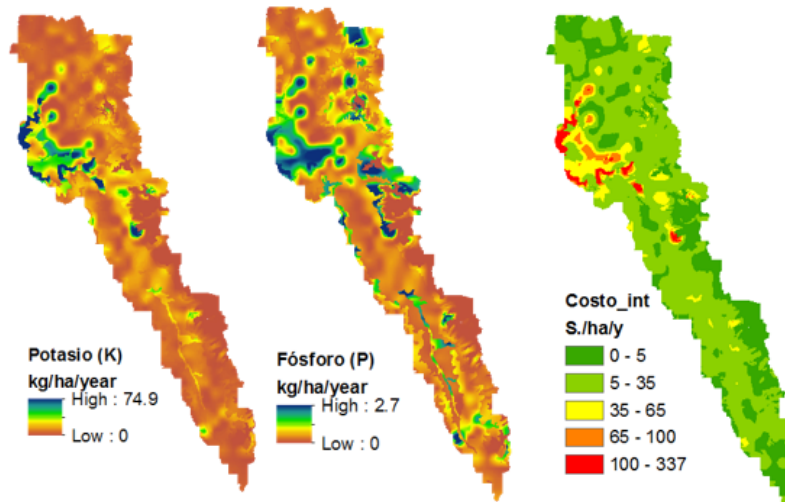 Potasio (K)
kg/ha/year
High : 74.9
Low : 0
Fósforo (P)
kg/ha/year
High : 2.7
Low : 0
Costo_int
S./ha/y
0 - 5
5 - 35
35 - 65
65 - 100
100 - 337